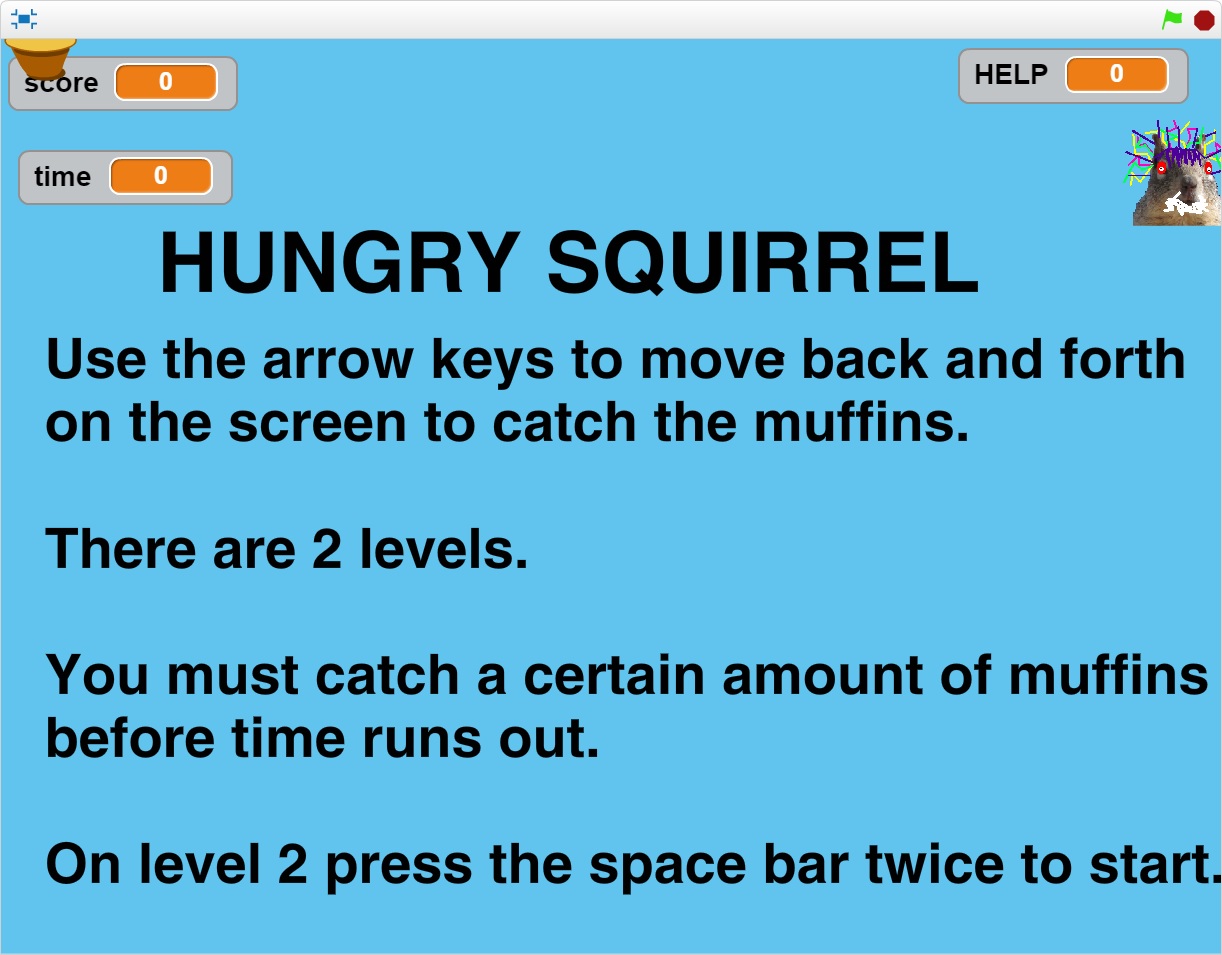 score 0
HELP 0
time 0
HUNGRY SQUIRREL
Use the arrow keys to move back and forth
on the screen to catch the muffins.
There are 2 levels.
You must catch a certain amount of muffins
before time runs out.
On level 2 press the space bar twice to start.